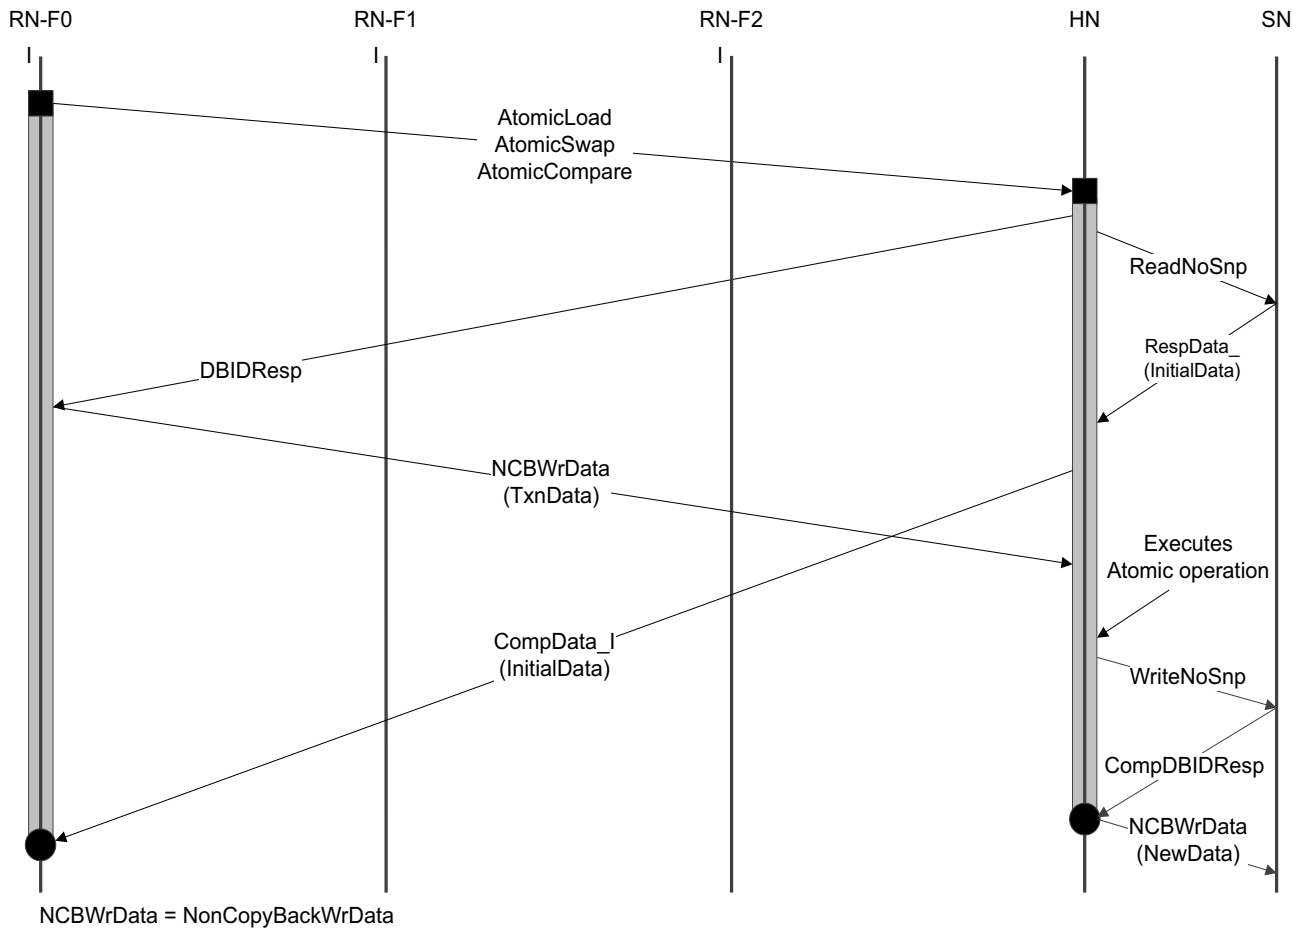 RN-F0 RN-F1 RN-F2 HN SN
I I I
AtomicLoad
AtomicSwap
AtomicCompare
ReadNoSnp
RespData_
(InitialData)
DBIDResp
NCBWrData
(TxnData)
Executes
Atomic operation
CompData_I
(InitialData)
WriteNoSnp
CompDBIDResp
NCBWrData
(NewData)
NCBWrData = NonCopyBackWrData